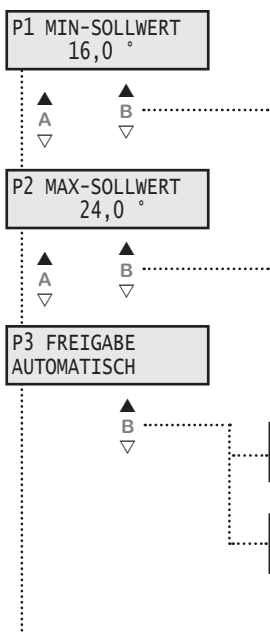 P1 MIN-SOLLWERT
16,0 °
A
B
P2 MAX-SOLLWERT
24,0 °
A
B
P3 FREIGABE
AUTOMATISCH
B